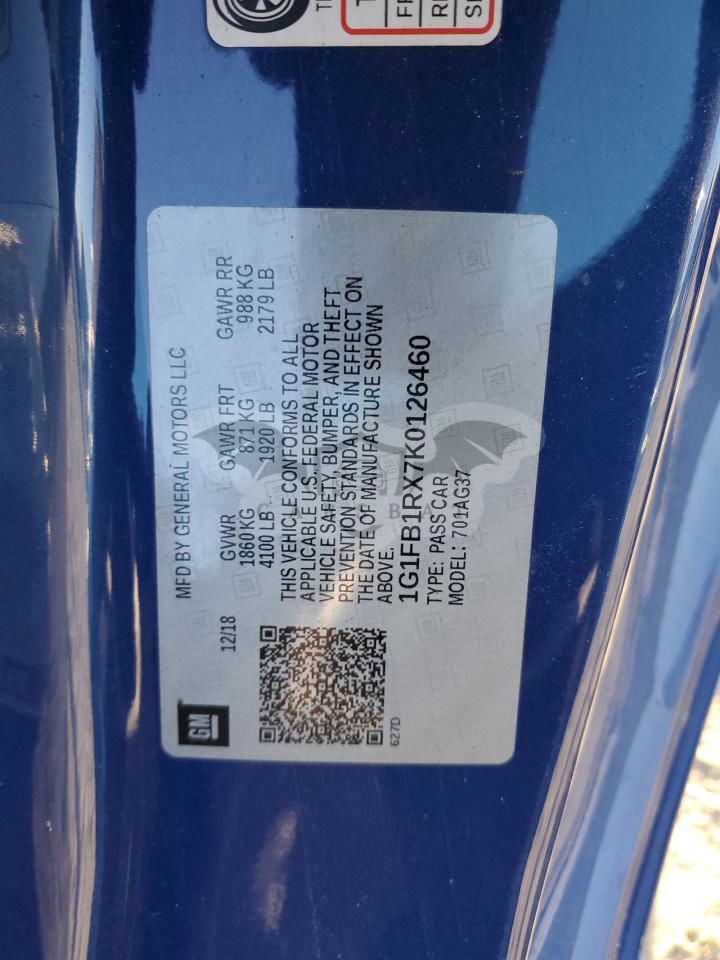 MFD BY GENERAL MOTORS LLC
12/18
GVWR GAWR FRT GAWR RR
1860 KG 871 KG 988 KG
4100 LB 1920 LB 2179 LB
THIS VEHICLE CONFORMS TO ALL
APPLICABLE U.S. FEDERAL MOTOR
VEHICLE SAFETY, BUMPER, AND THEFT
PREVENTION STANDARDS IN EFFECT ON
THE DATE OF MANUFACTURE SHOWN
ABOVE.
1G1FB1RX7K0126460
TYPE: PASS CAR
MODEL: 701AG37
GM
627D